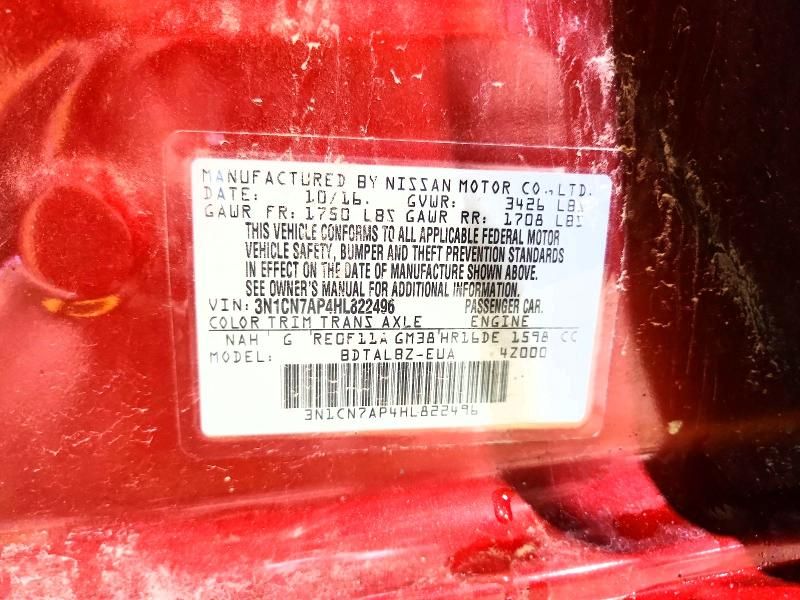 MANUFACTURED BY NISSAN MOTOR CO., LTD.
DATE: 10/16. GVWR: 3426 LBS
GAWR FR: 1750 LBS GAWR RR: 1708 LBS
THIS VEHICLE CONFORMS TO ALL APPLICABLE FEDERAL MOTOR
VEHICLE SAFETY, BUMPER AND THEFT PREVENTION STANDARDS
IN EFFECT ON THE DATE OF MANUFACTURE SHOWN ABOVE.
SEE OWNER'S MANUAL FOR ADDITIONAL INFORMATION.
VIN: 3N1CN7AP4HL822496 PASSENGER CAR.
COLOR TRIM TRANS AXLE ENGINE
NAH G RE0F11A GM38 HR16DE 1598 CC
MODEL: BDTALBZ-EUA 4Z000
3N1CN7AP4HL822496